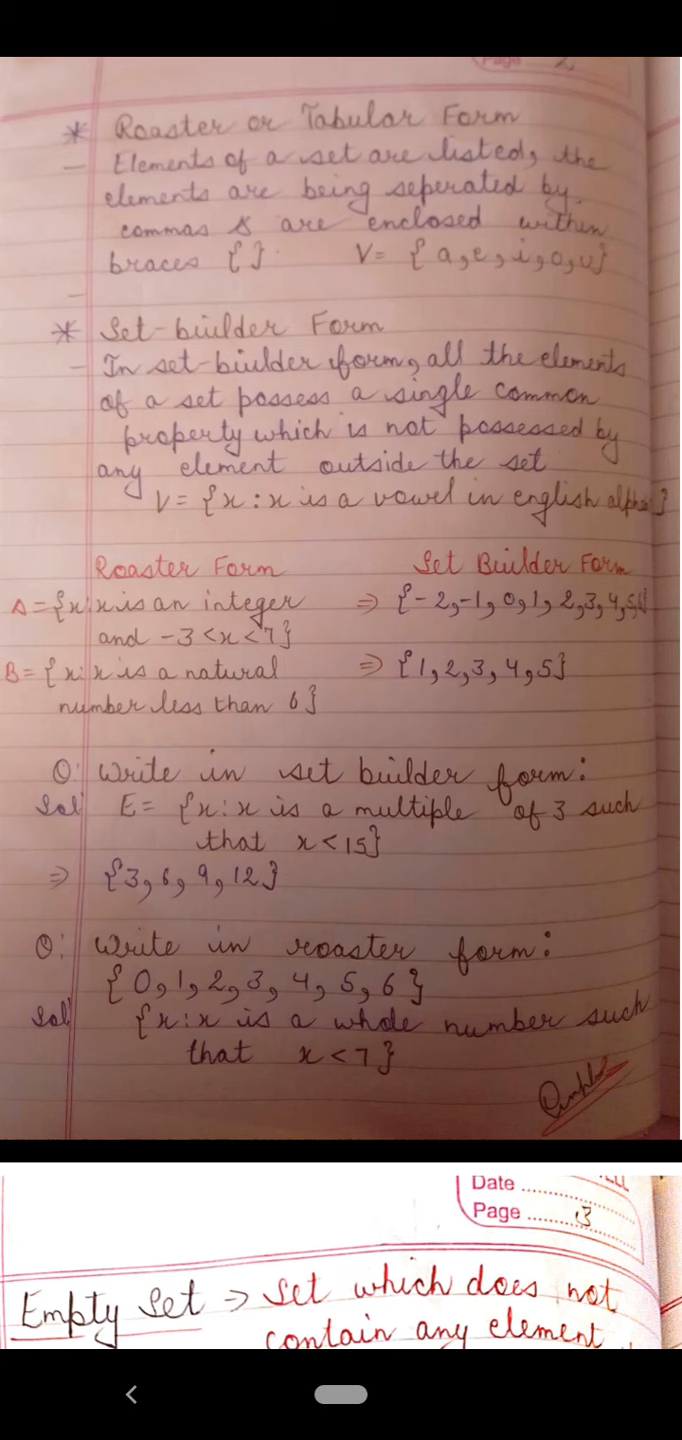 Page 2
* Roaster or Tabular Form
- Elements of a set are listed, the
elements are being seperated by
commas & are enclosed within
braces { }. V = { a, e, i, o, u}
-
* Set-builder Form
- In set-builder form, all the elements
of a set possess a single common
property which is not possessed by
any element outside the set
V = {x : x is a vowel in english }
Roaster Form Set Builder Form
A = {x : x is an integer ⇒ {-2, -1, 0, 1, 2, 3, 4, 5, 6}
and -3 < x < 7}
B = {x : x is a natural ⇒ {1, 2, 3, 4, 5}
number less than 6}
Q: Write in set builder form:
Sol E = {x : x is a multiple of 3 such
that x < 15}
⇒ {3, 6, 9, 12}
Q: Write in roaster form:
{ 0, 1, 2, 3, 4, 5, 6 }
Sol {x : x is a whole number such
that x < 7}
Date
Page 3
Empty Set → Set which does not
contain any element.